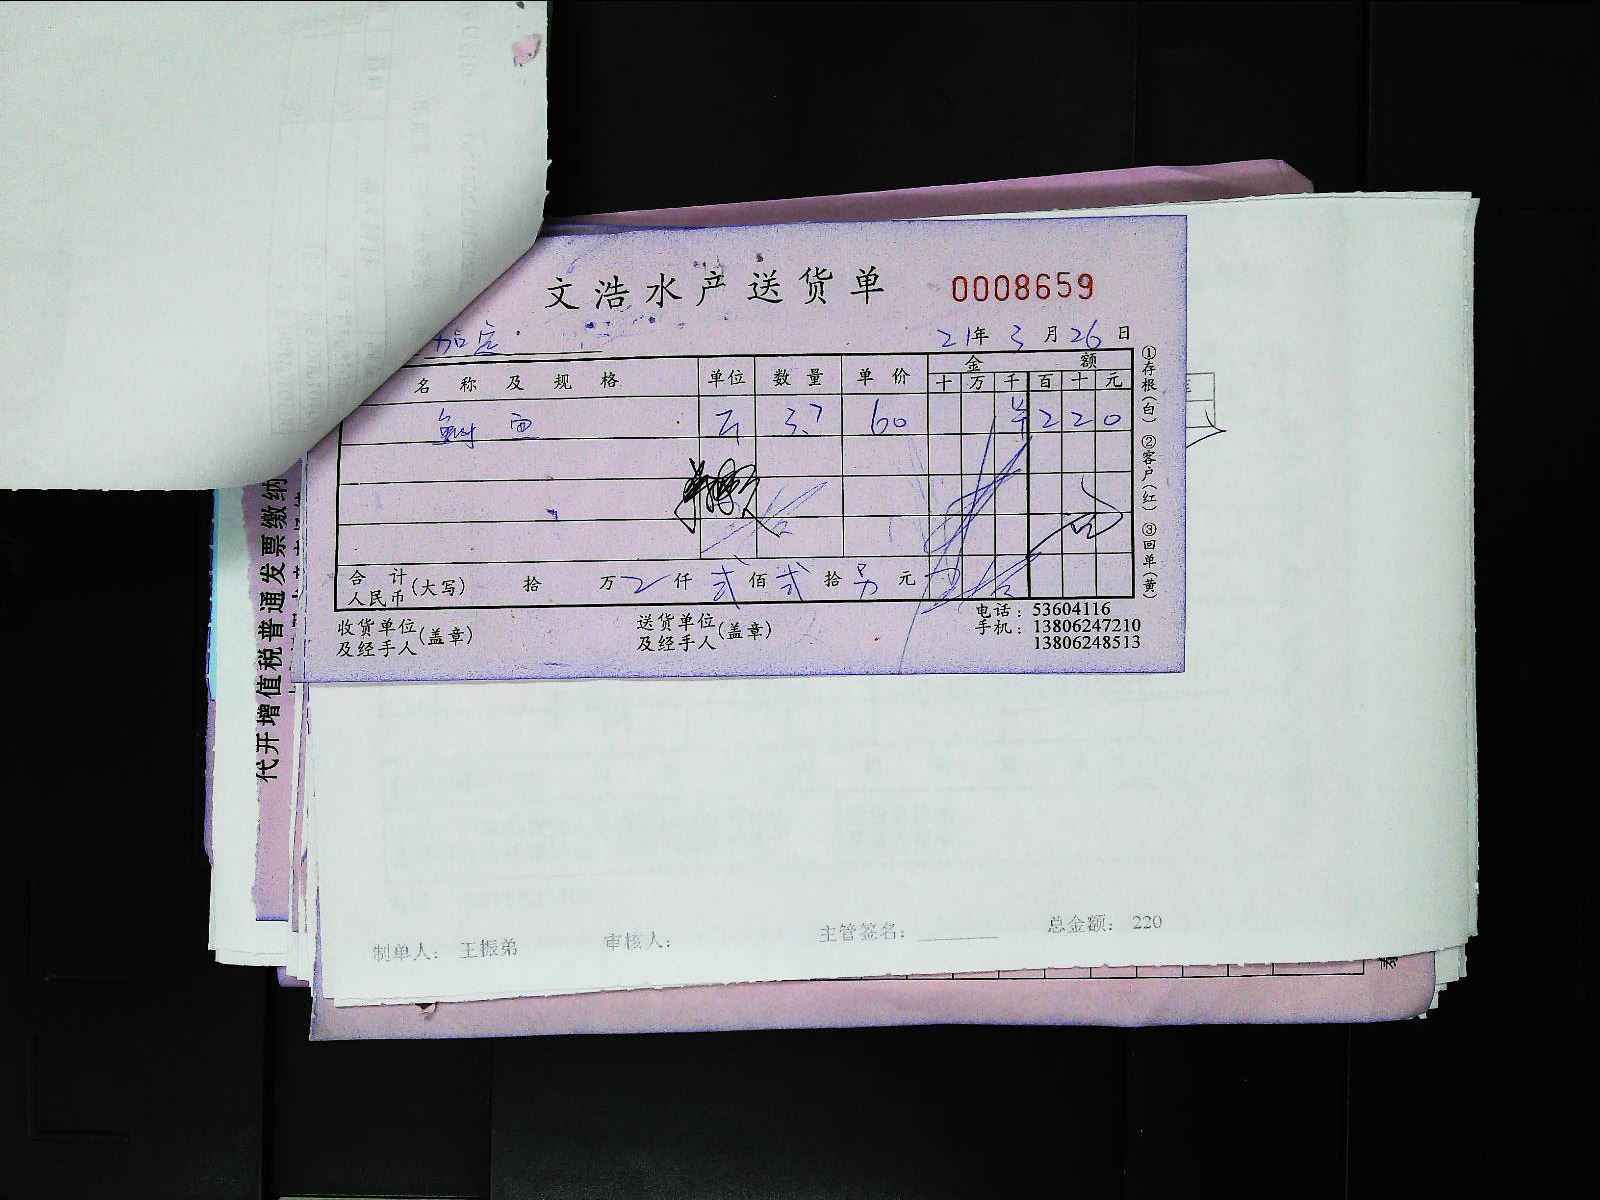 文浩水产送货单 0008659
嘉定 21年3月26日
名称及规格 单位 数量 单价 金额
十 万 千 百 十 元
鲥鱼 斤 3.7 60 ¥220
合计人民币(大写) 拾 万 仟 贰 佰 贰 拾 另 元
收货单位及经手人(盖章) 送货单位及经手人(盖章)
电话:53604116
手机:13806247210
13806248513
①存根(白) ②客户(红) ③回单(黄)
代开增值税普通发票缴纳
制单人: 王振弟 审核人: 主管签名: 总金额: 220